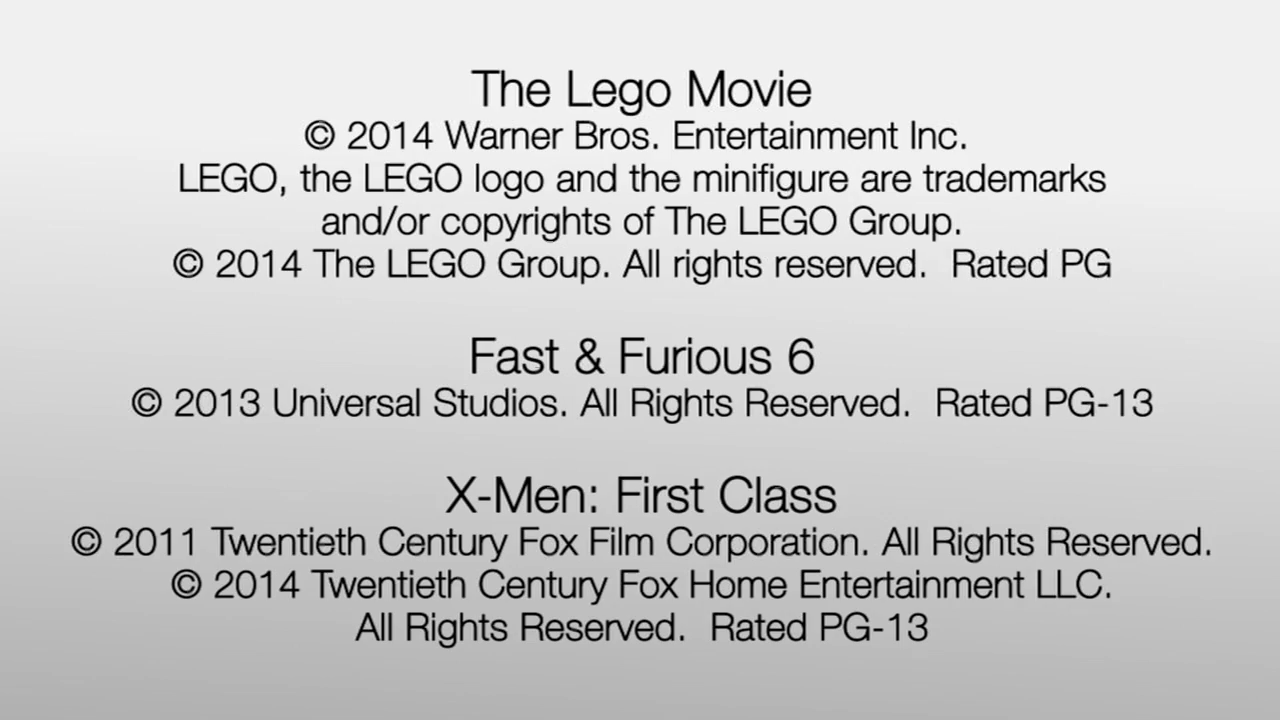 The Lego Movie
© 2014 Warner Bros. Entertainment Inc.
LEGO, the LEGO logo and the minifigure are trademarks
and/or copyrights of The LEGO Group.
© 2014 The LEGO Group. All rights reserved.  Rated PG
Fast & Furious 6
© 2013 Universal Studios. All Rights Reserved.  Rated PG-13
X-Men: First Class
© 2011 Twentieth Century Fox Film Corporation. All Rights Reserved.
© 2014 Twentieth Century Fox Home Entertainment LLC.
All Rights Reserved.  Rated PG-13